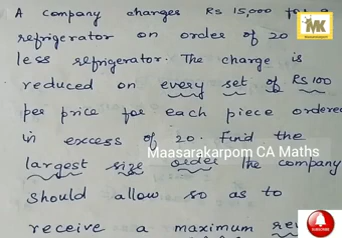 A company charges Rs 15,000 for a
refrigerator on order of 20
less refrigerator. The charge is
reduced on every set of Rs 100
per price for each piece ordered
in excess of 20. Find the
largest size order the company
should allow so as to
receive a maximum
Maasarakarpom CA Maths
MK
SUBSCRIBE